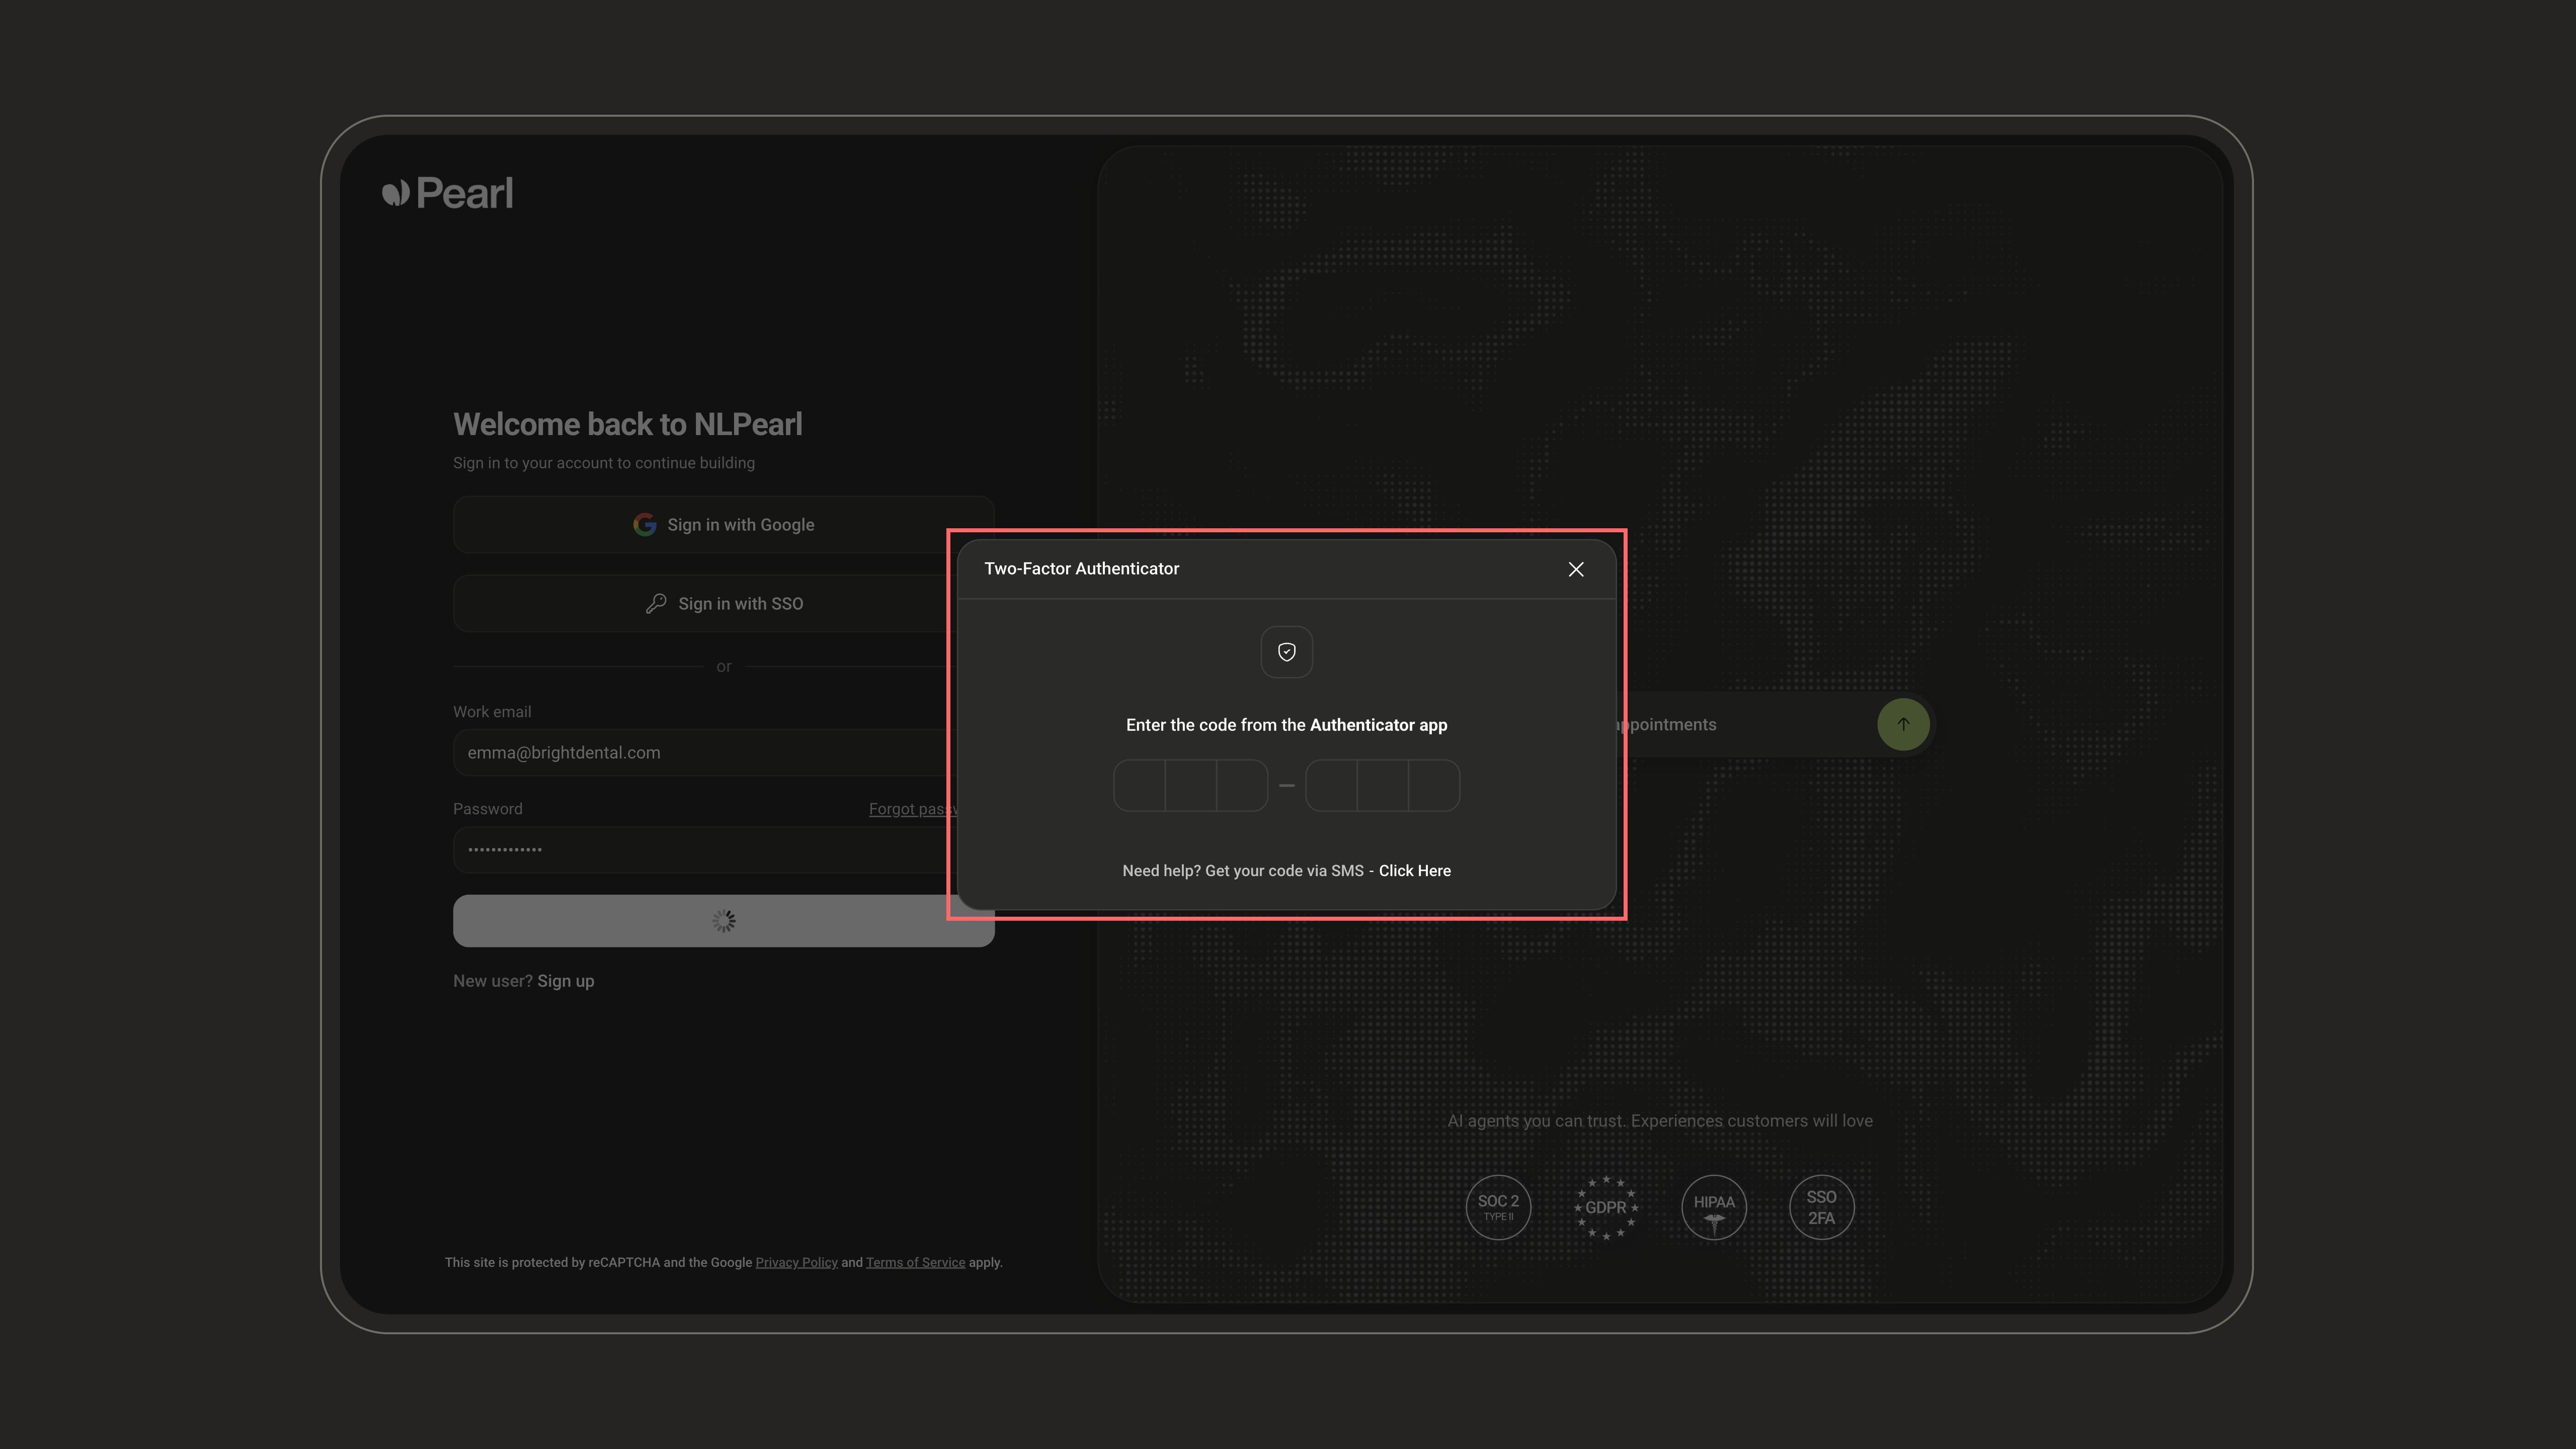 Pearl
Welcome back to NLPearl
Sign in to your account to continue building
Sign in with Google
Sign in with SSO
or
Work email
emma@brightdental.com
Password
Forgot
•••••••••••••
New user? Sign up
This site is protected by reCAPTCHA and the Google Privacy Policy and Terms of Service apply.
Two-Factor Authenticator
Enter the code from the Authenticator app
Need help? Get your code via SMS - Click Here
appointments
AI agents you can trust. Experiences customers will love
SOC 2
TYPE II
GDPR
HIPAA
SSO
2FA